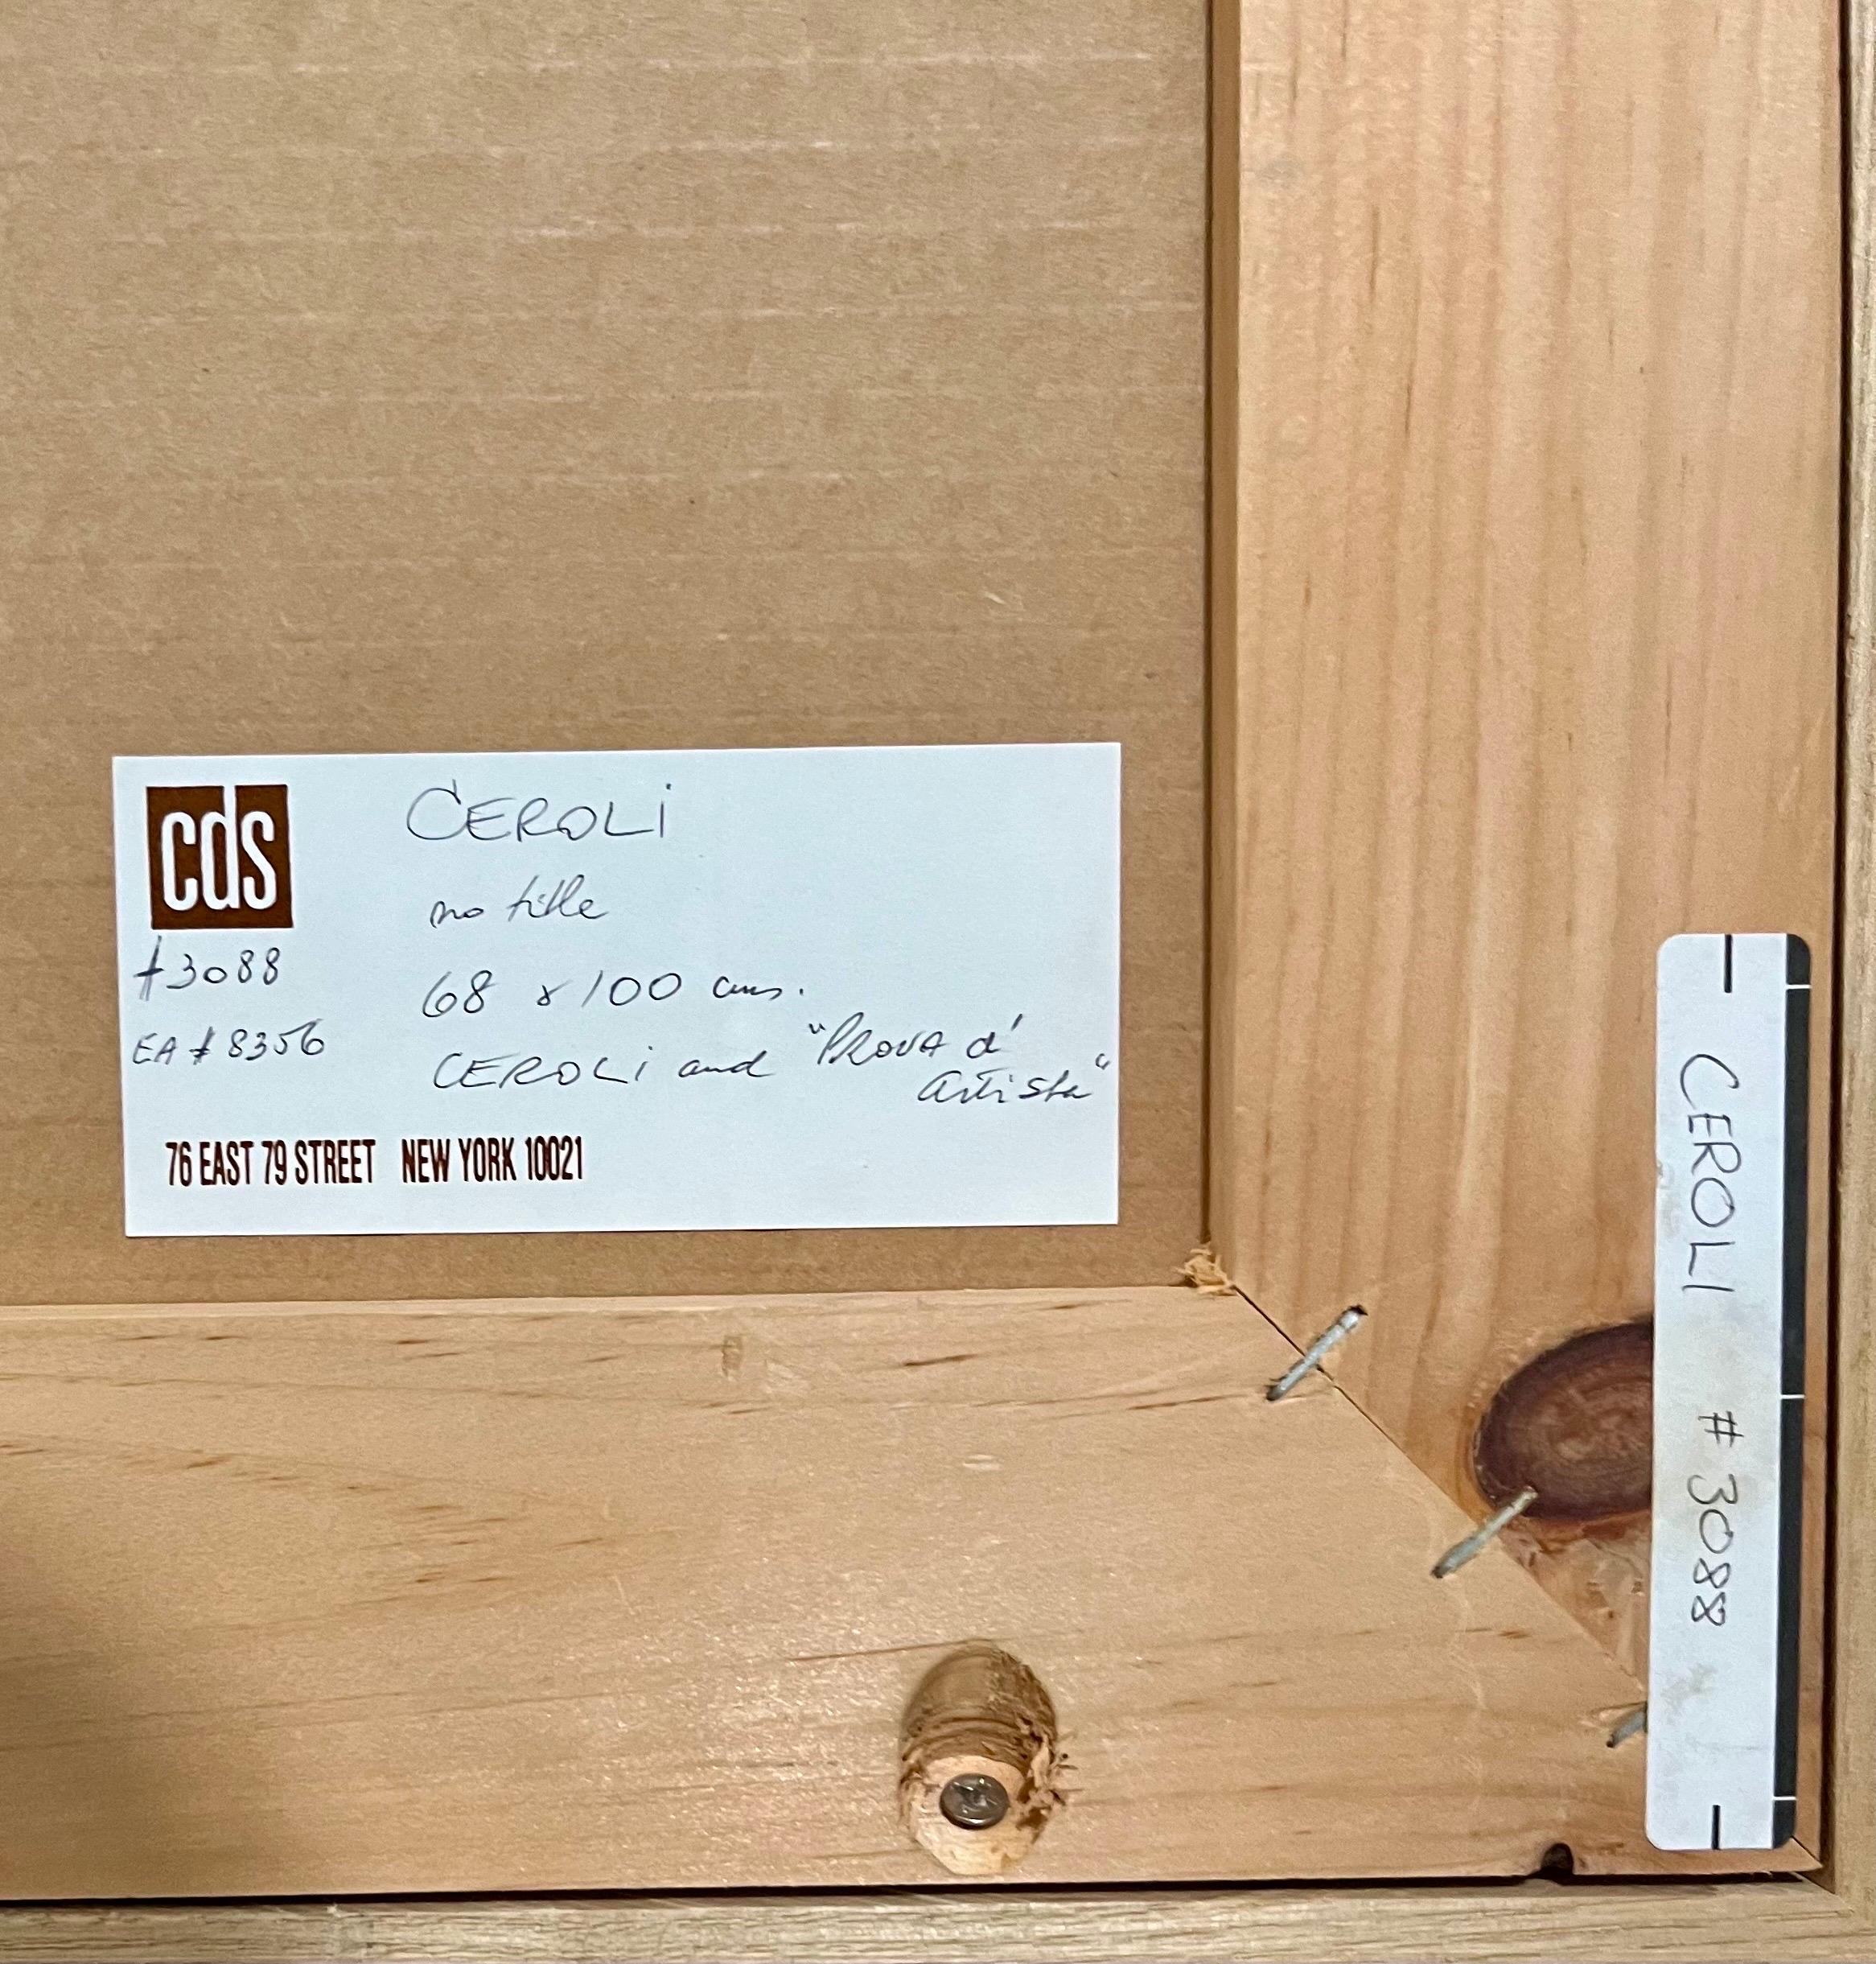 cds
CEROLI
no title
#3088
68 x 100 cms.
EA # 8356
CEROLI and "PROVA d'
artista"
76 EAST 79 STREET NEW YORK 10021
CEROLI # 3088